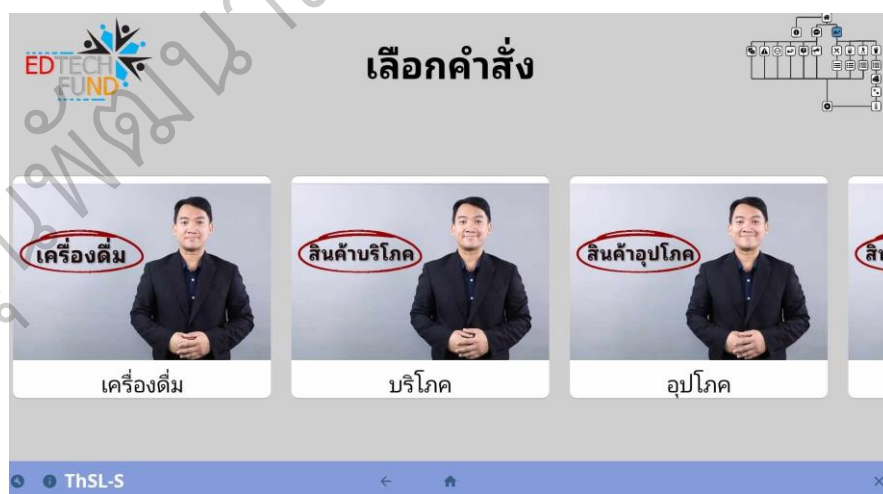 EDTECH
FUND
เลือกคำสั่ง
เครื่องดื่ม
สินค้าบริโภค
สินค้าอุปโภค
เครื่องดื่ม
บริโภค
อุปโภค
ThSL-S